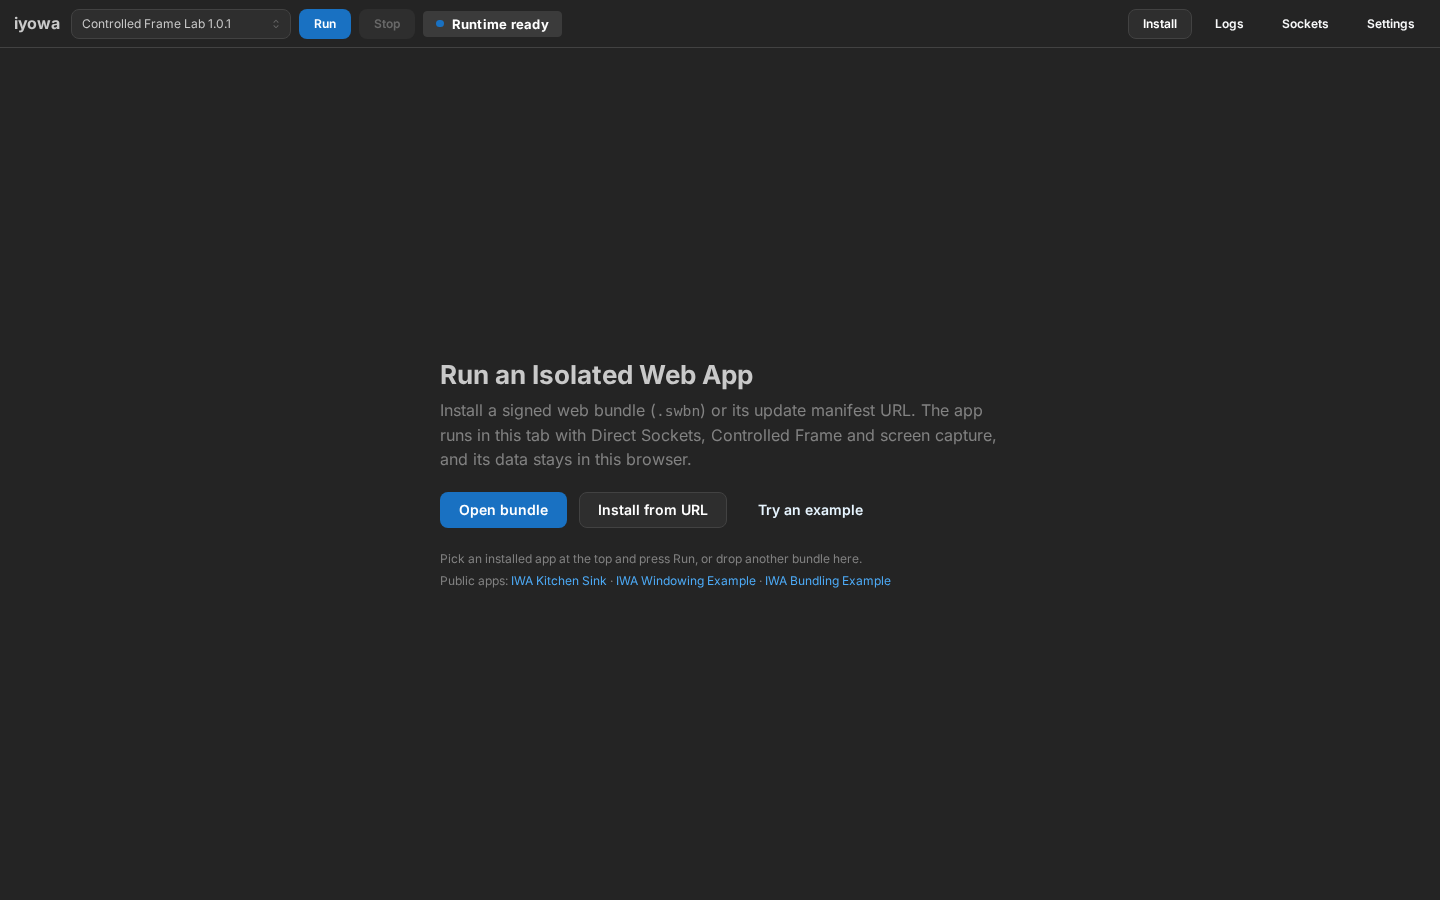 iyowa
Controlled Frame Lab 1.0.1
Run
Stop
Runtime ready
Install
Logs
Sockets
Settings
Run an Isolated Web App
Install a signed web bundle (.swbn) or its update manifest URL. The app
runs in this tab with Direct Sockets, Controlled Frame and screen capture,
and its data stays in this browser.
Open bundle
Install from URL
Try an example
Pick an installed app at the top and press Run, or drop another bundle here.
Public apps: IWA Kitchen Sink · IWA Windowing Example · IWA Bundling Example